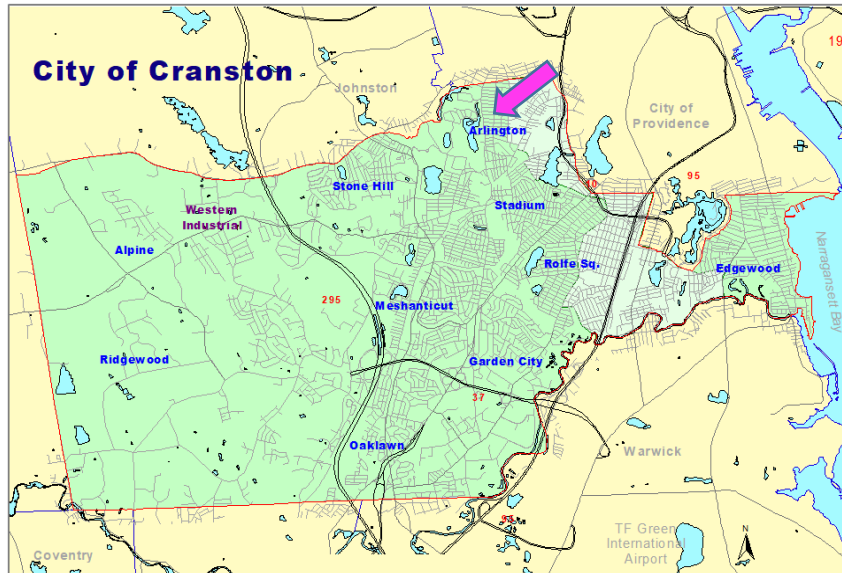 19
City of Cranston
Johnston
City of
Providence
Arlington
95
10
Stone Hill
Western
Industrial
Stadium
Alpine
Rolfe Sq.
Edgewood
Narragansett Bay
295
Meshanticut
Ridgewood
Garden City
37
Oaklawn
Warwick
TF Green
International
Airport
N
Coventry